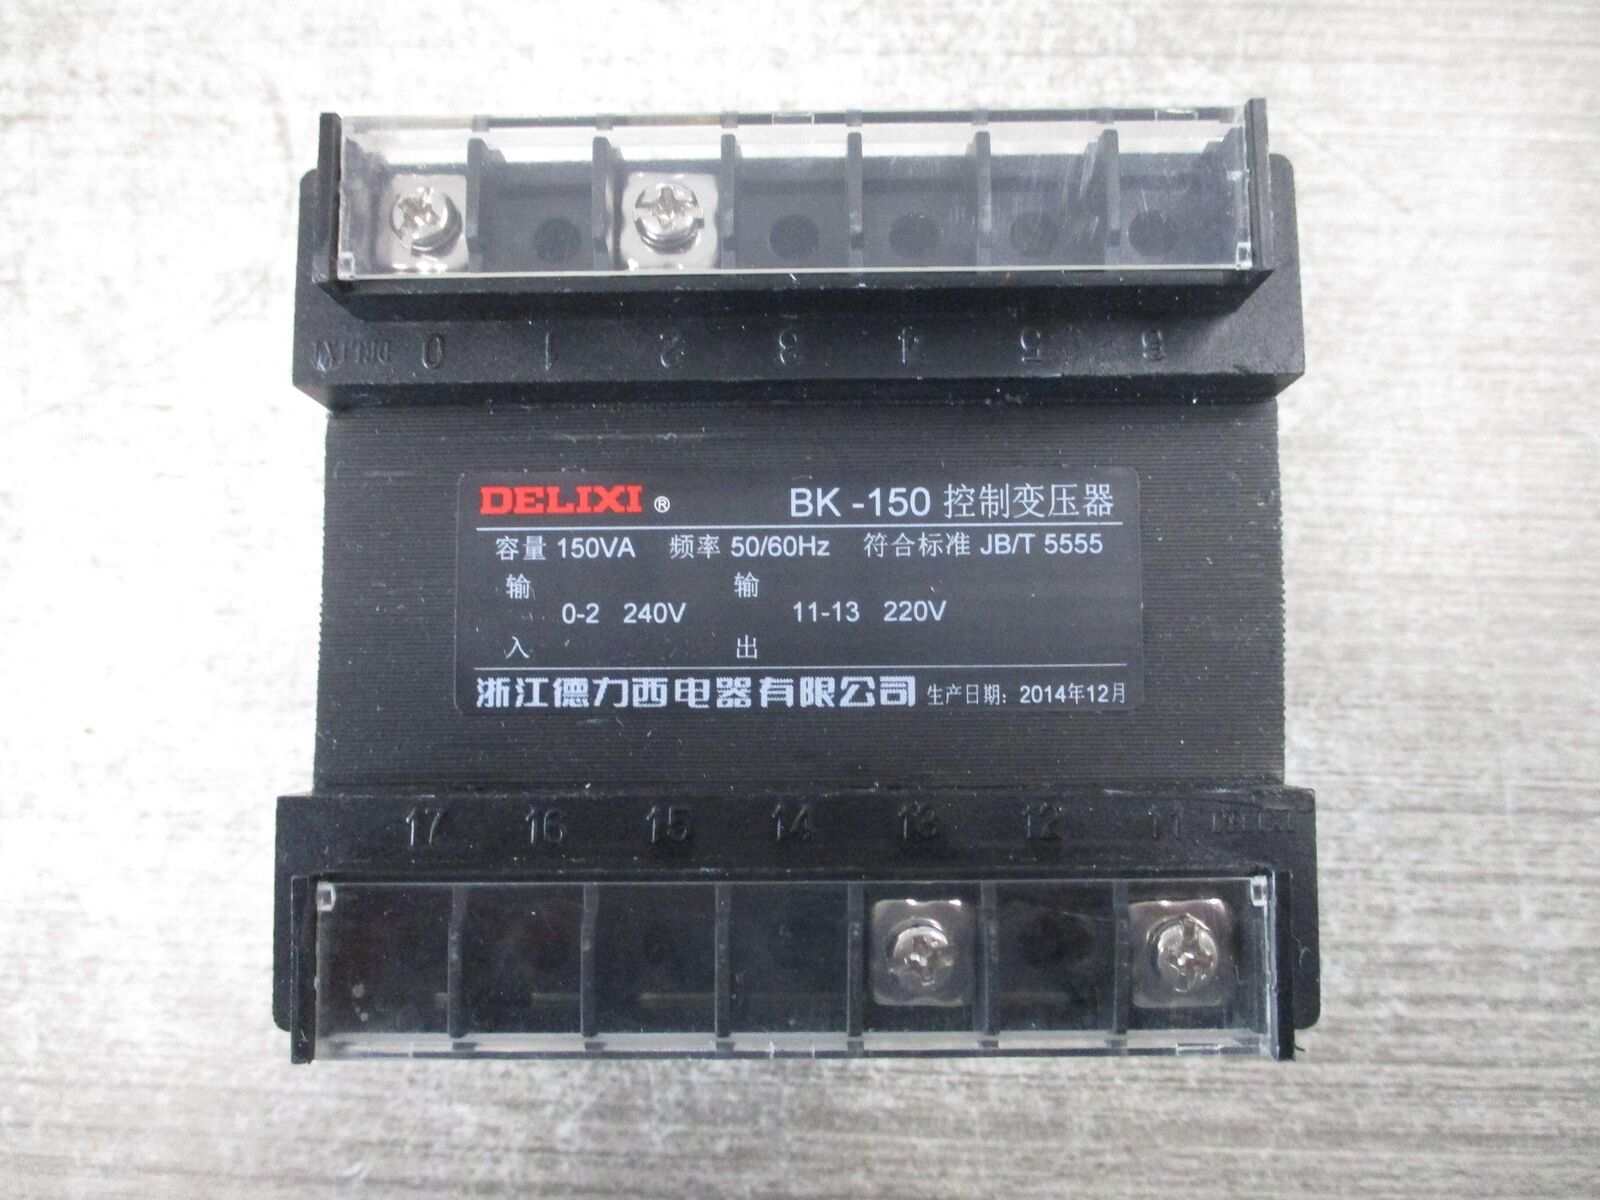 DELIXI 0 1 2 3 4 5 6
DELIXI ® BK -150 控制变压器
容量 150VA 频率 50/60Hz 符合标准 JB/T 5555
输入 0-2 240V 输出 11-13 220V
浙江德力西电器有限公司 生产日期: 2014年12月
17 16 15 14 13 12 11 DELIXI